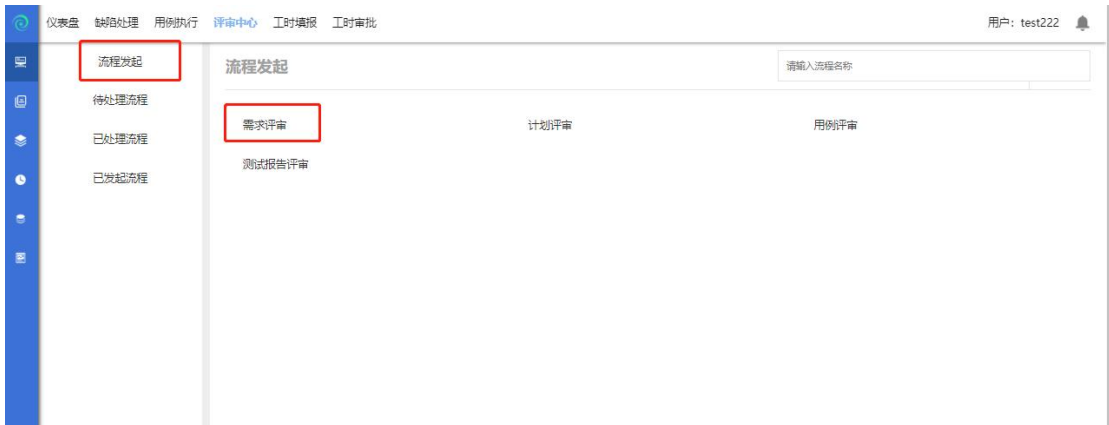 仪表盘 缺陷处理 用例执行 评审中心 工时填报 工时审批 用户: test222
流程发起
待处理流程
已处理流程
已发起流程
流程发起 请输入流程名称
需求评审 计划评审 用例评审
测试报告评审